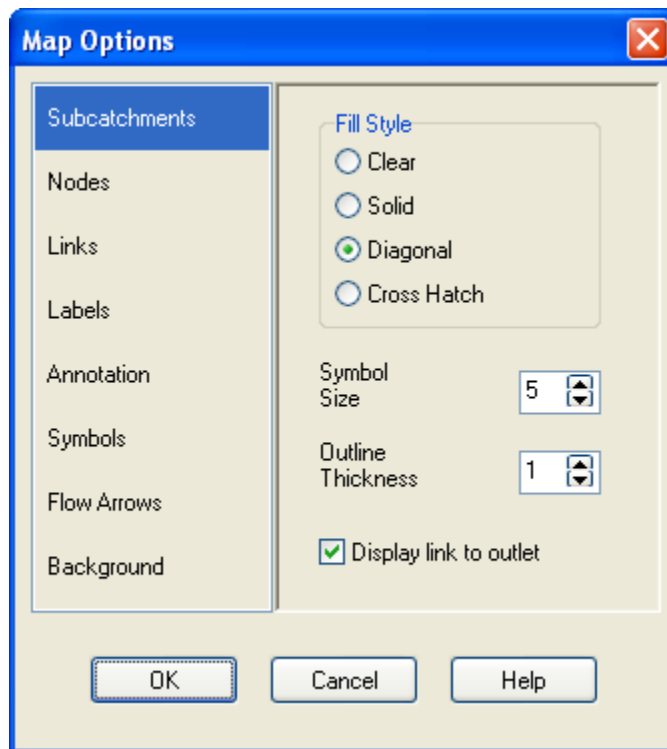 Map Options
Subcatchments
Nodes
Links
Labels
Annotation
Symbols
Flow Arrows
Background
Fill Style
Clear
Solid
Diagonal
Cross Hatch
Symbol
Size
5
Outline
Thickness
1
Display link to outlet
OK
Cancel
Help